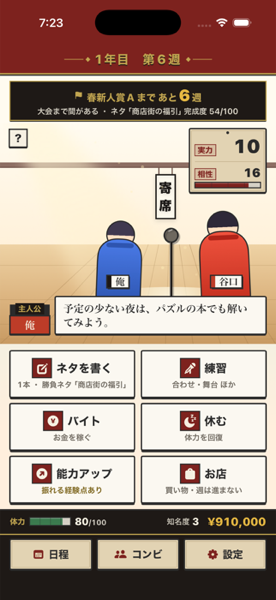 7:23
1年目 第6週
春新人賞Aまで あと6週
大会まで間がある ・ ネタ「商店街の福引」完成度 54/100
?
実力 10
相性 16
寄席
俺
谷口
主人公
俺
予定の少ない夜は、パズルの本でも解い
てみよう。
ネタを書く
1本 ・ 勝負ネタ「商店街の福引」
練習
合わせ・舞台 ほか
バイト
お金を稼ぐ
休む
体力を回復
能力アップ
振れる経験点あり
お店
買い物・週は進まない
体力 80/100
知名度 3 ¥910,000
日程
コンビ
設定